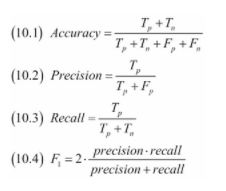 (10.1) Accuracy = (T_p + T_n) / (T_p + T_n + F_p + F_n)
(10.2) Precision = T_p / (T_p + F_p)
(10.3) Recall = T_p / (T_p + T_n)
(10.4) F_1 = 2 · (precision · recall) / (precision + recall)